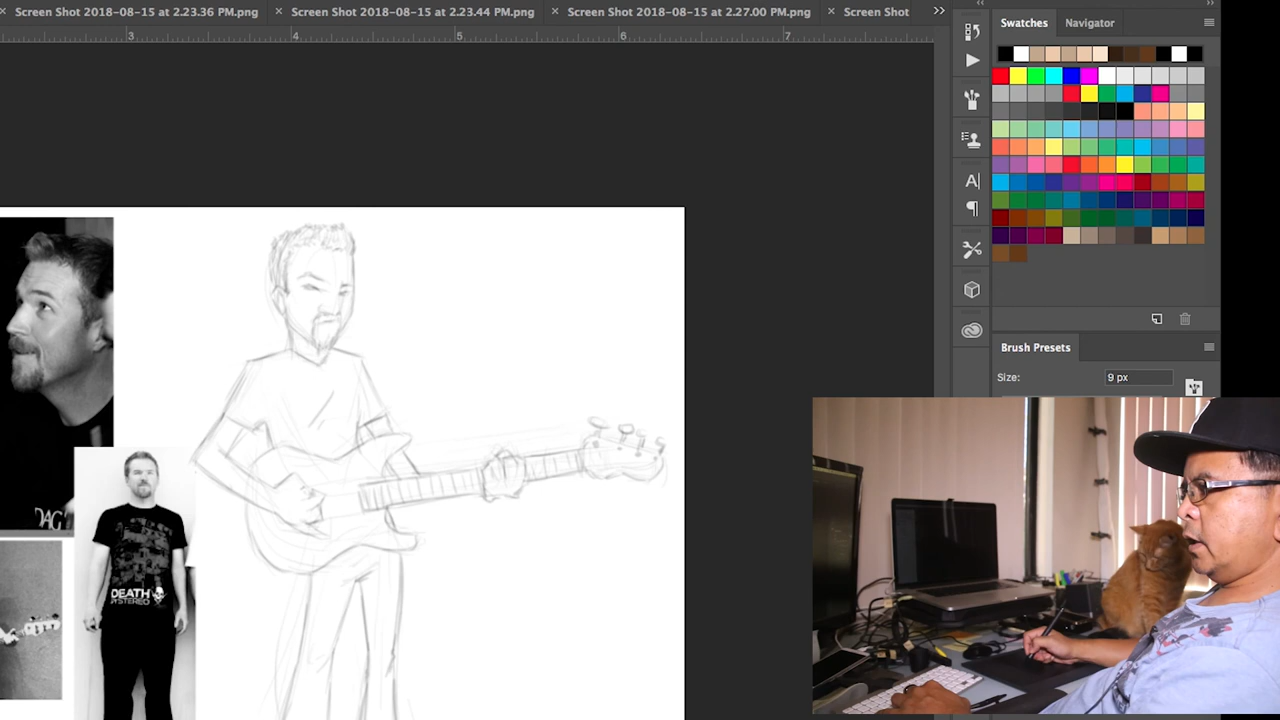 Screen Shot 2018-08-15 at 2.23.36 PM.png
Screen Shot 2018-08-15 at 2.23.44 PM.png
Screen Shot 2018-08-15 at 2.27.00 PM.png
Screen Shot
3 4 5 6 7
Swatches Navigator
Brush Presets
Size: 9 px
DAG
DEATH
BY STEREO